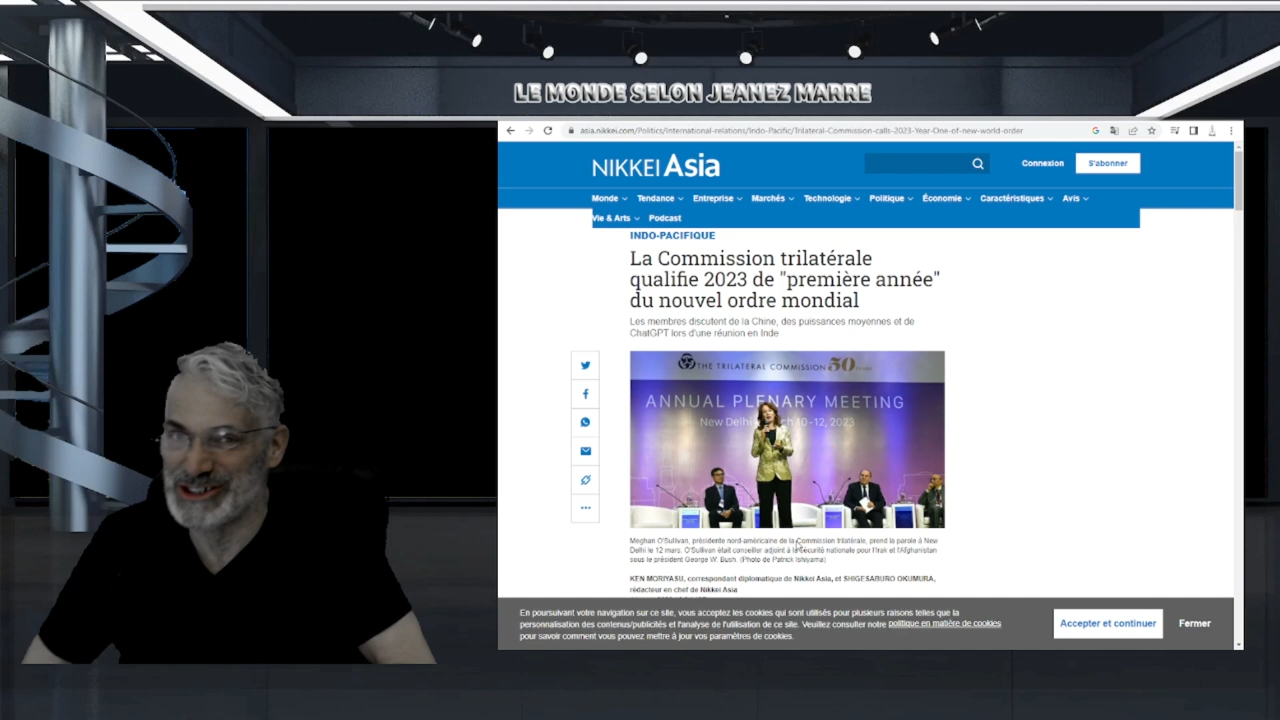 LE MONDE SELON JEANEZ MARRE
asia.nikkei.com/Politics/International-relations/Indo-Pacific/Trilateral-Commission-calls-2023-Year-One-of-new-world-order
NIKKEI Asia
Connexion
S'abonner
Monde Tendance Entreprise Marchés Technologie Politique Économie Caractéristiques Avis
Vie & Arts Podcast
INDO-PACIFIQUE
La Commission trilatérale
qualifie 2023 de "première année"
du nouvel ordre mondial
Les membres discutent de la Chine, des puissances moyennes et de
ChatGPT lors d'une réunion en Inde
THE TRILATERAL COMMISSION 50
ANNUAL PLENARY MEETING
New Delhi March 10-12, 2023
Meghan O'Sullivan, présidente nord-américaine de la Commission trilatérale, prend la parole à New
Delhi le 12 mars. O'Sullivan était conseiller adjoint à la sécurité nationale pour l'Irak et l'Afghanistan
sous le président George W. Bush. (Photo de Patrick Ishiyama)
KEN MORIYASU, correspondant diplomatique de Nikkei Asia, et SHIGESABURO OKUMURA,
rédacteur en chef de Nikkei Asia
En poursuivant votre navigation sur ce site, vous acceptez les cookies qui sont utilisés pour plusieurs raisons telles que la
personnalisation des contenus/publicités et l'analyse de l'utilisation de ce site. Veuillez consulter notre politique en matière de cookies
pour savoir comment vous pouvez mettre à jour vos paramètres de cookies.
Accepter et continuer
Fermer